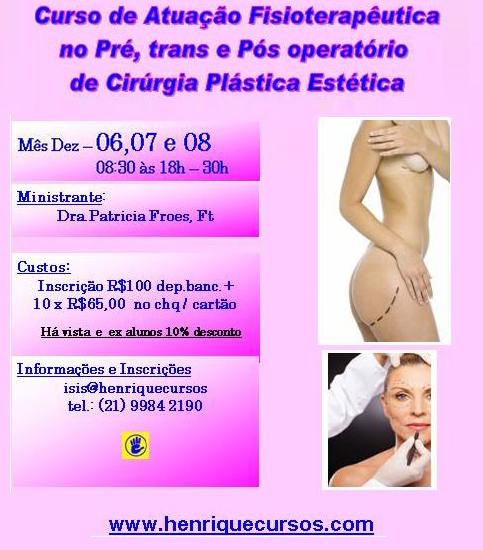 Curso de Atuação Fisioterapêutica
no Pré, trans e Pós operatório
de Cirúrgia Plástica Estética
Mês Dez – 06,07 e 08
08:30 às 18h – 30h
Ministrante:
Dra.Patricia Froes, Ft
Custos:
Inscrição R$100 dep.banc.+
10 x R$65,00 no chq / cartão
Há vista e ex alunos 10% desconto
Informações e Inscrições
isis@henriquecursos
tel.: (21) 9984 2190
www.henriquecursos.com